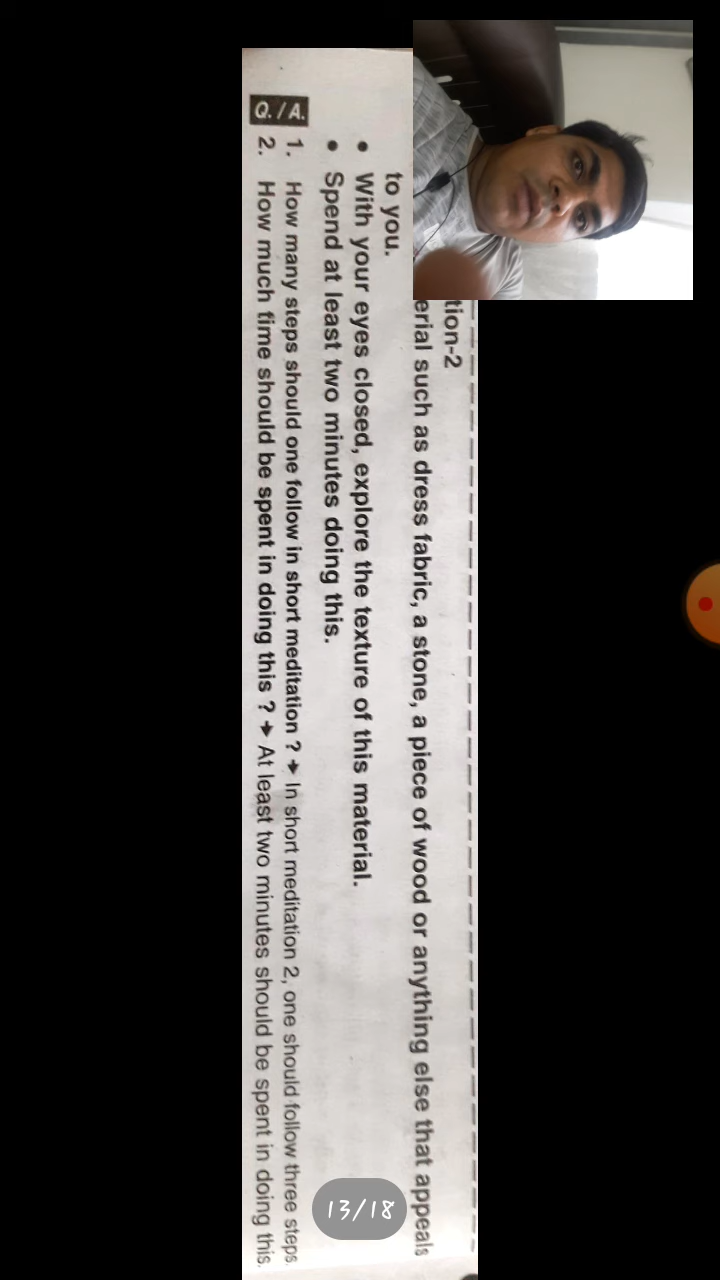 tion-2
erial such as dress fabric, a stone, a piece of wood or anything else that appeals
to you.
• With your eyes closed, explore the texture of this material.
• Spend at least two minutes doing this.
Q. / A.
1. How many steps should one follow in short meditation ? → In short meditation 2, one should follow three steps.
2. How much time should be spent in doing this ? → At least two minutes should be spent in doing this.
13/18